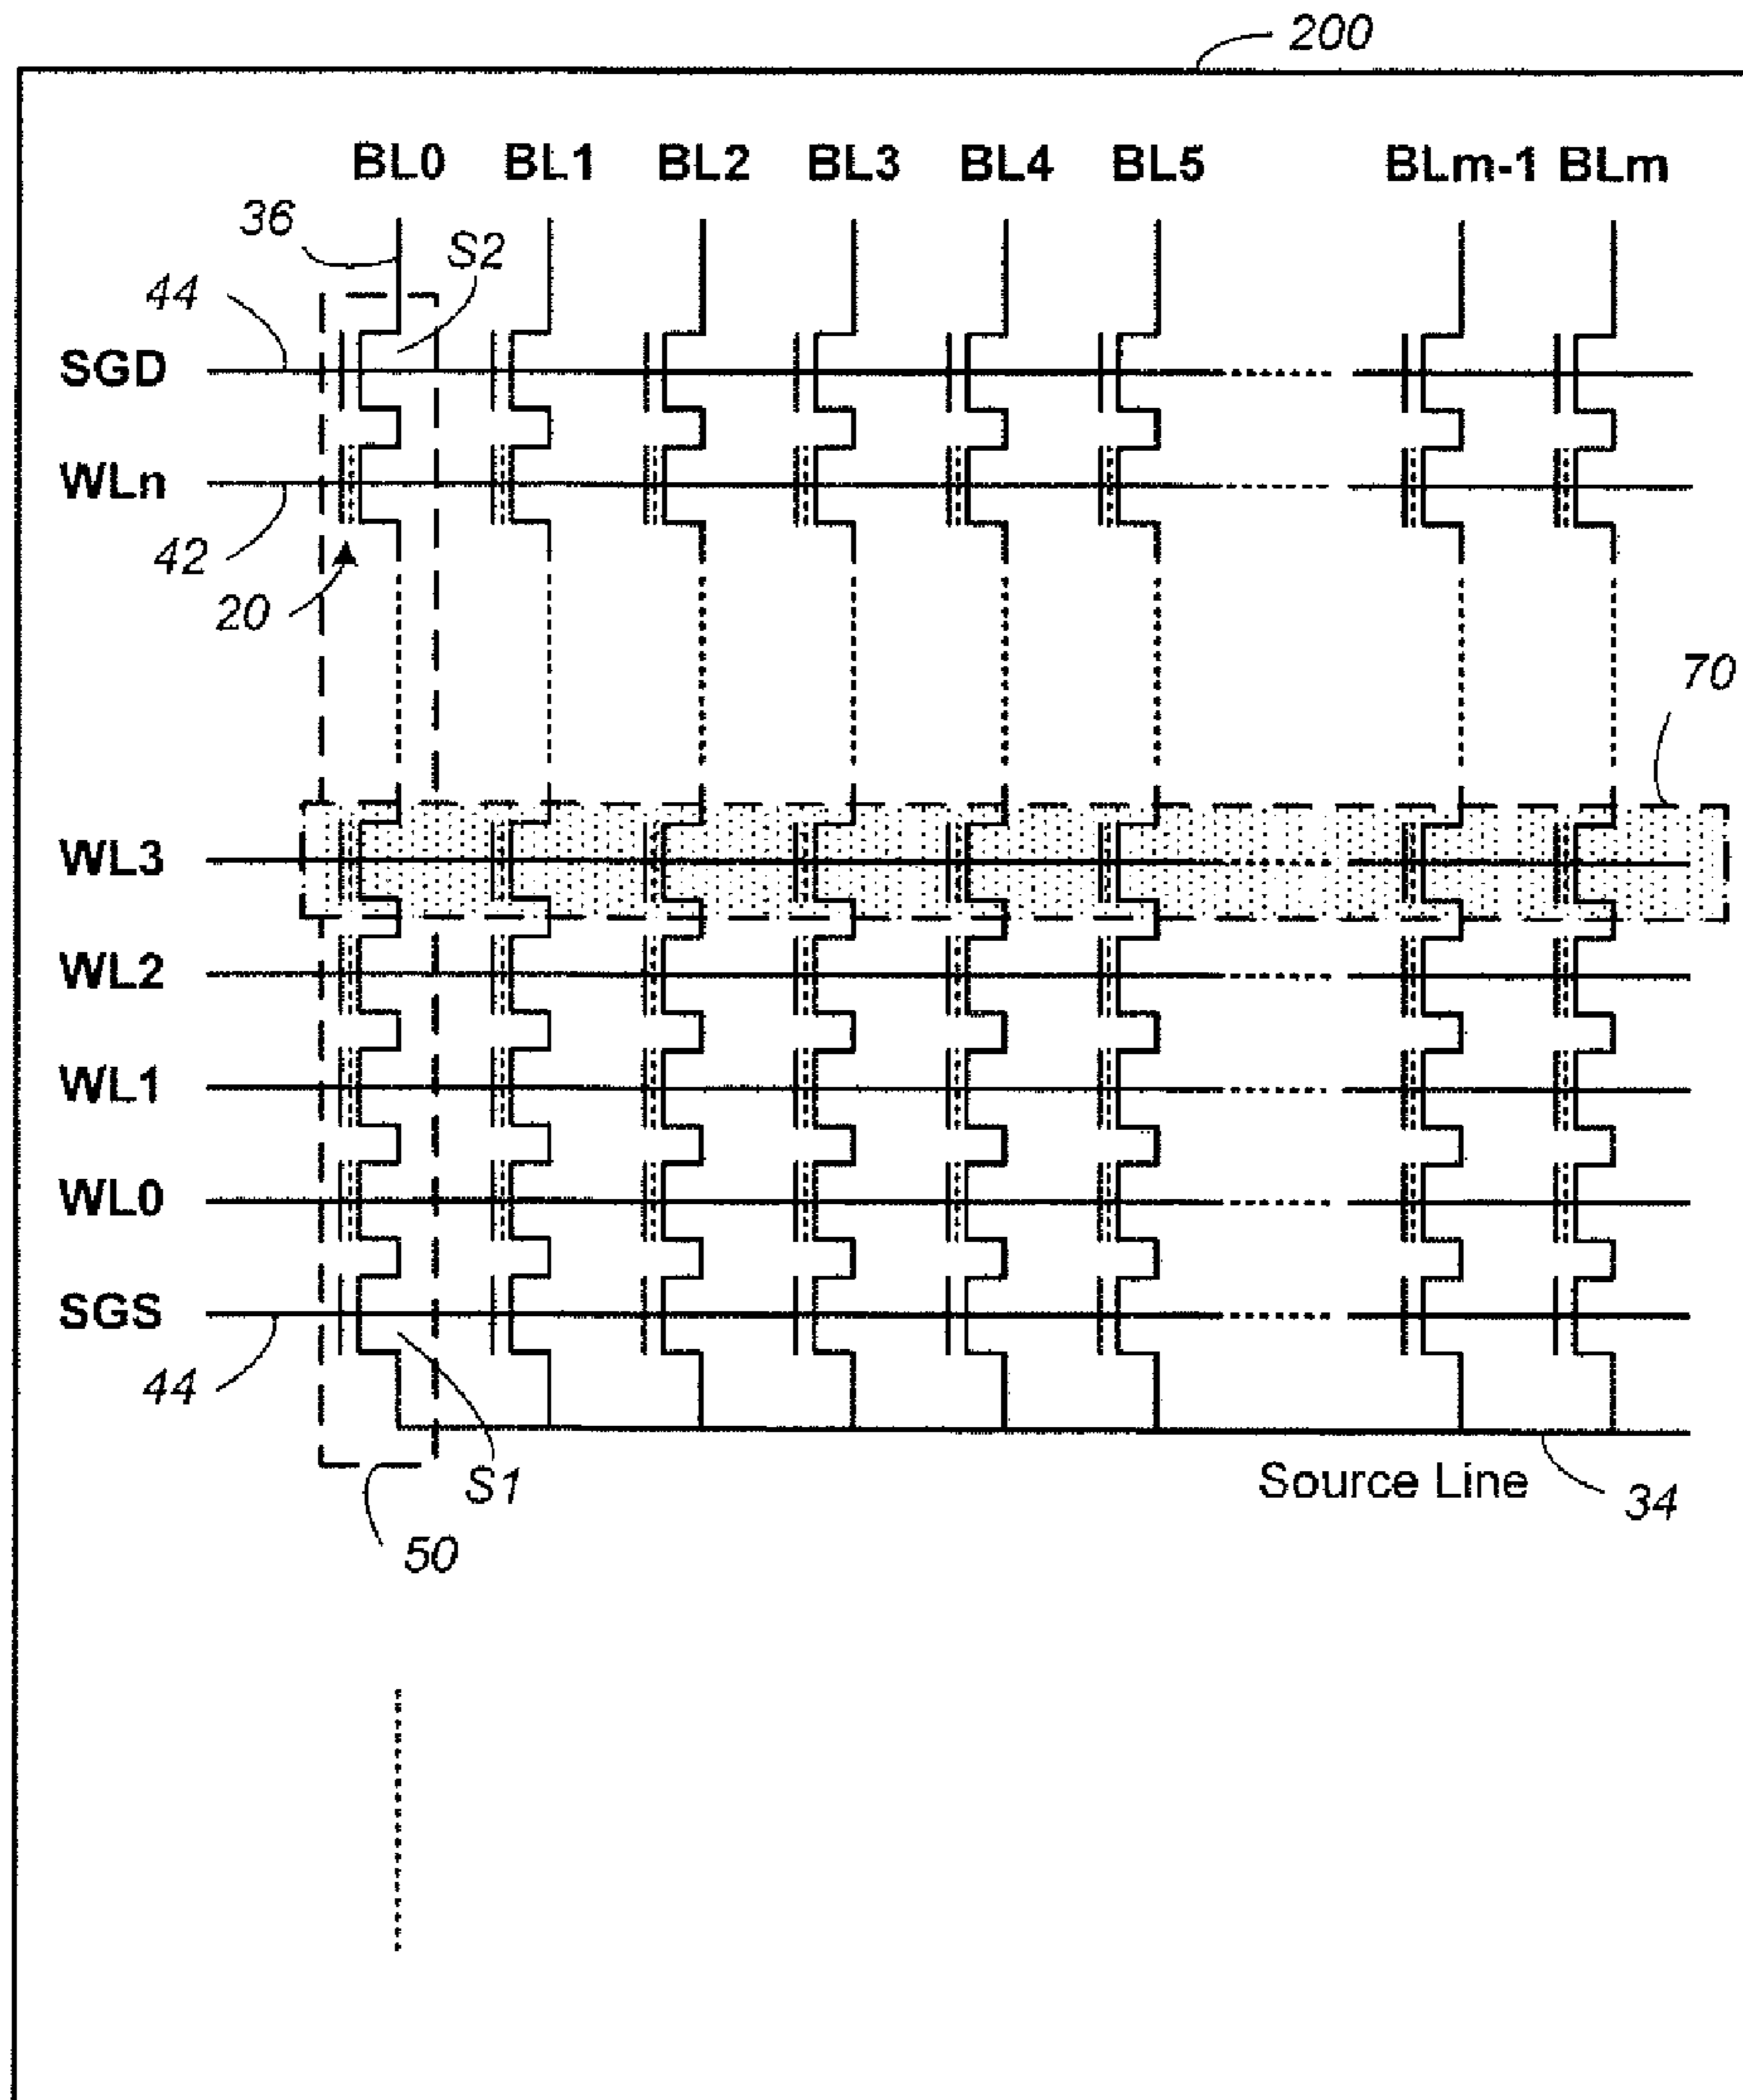 200
BL0 BL1 BL2 BL3 BL4 BL5 BLm-1 BLm
36
S2
44
SGD
WLn
42
20
70
WL3
WL2
WL1
WL0
SGS
44
S1
Source Line
34
50